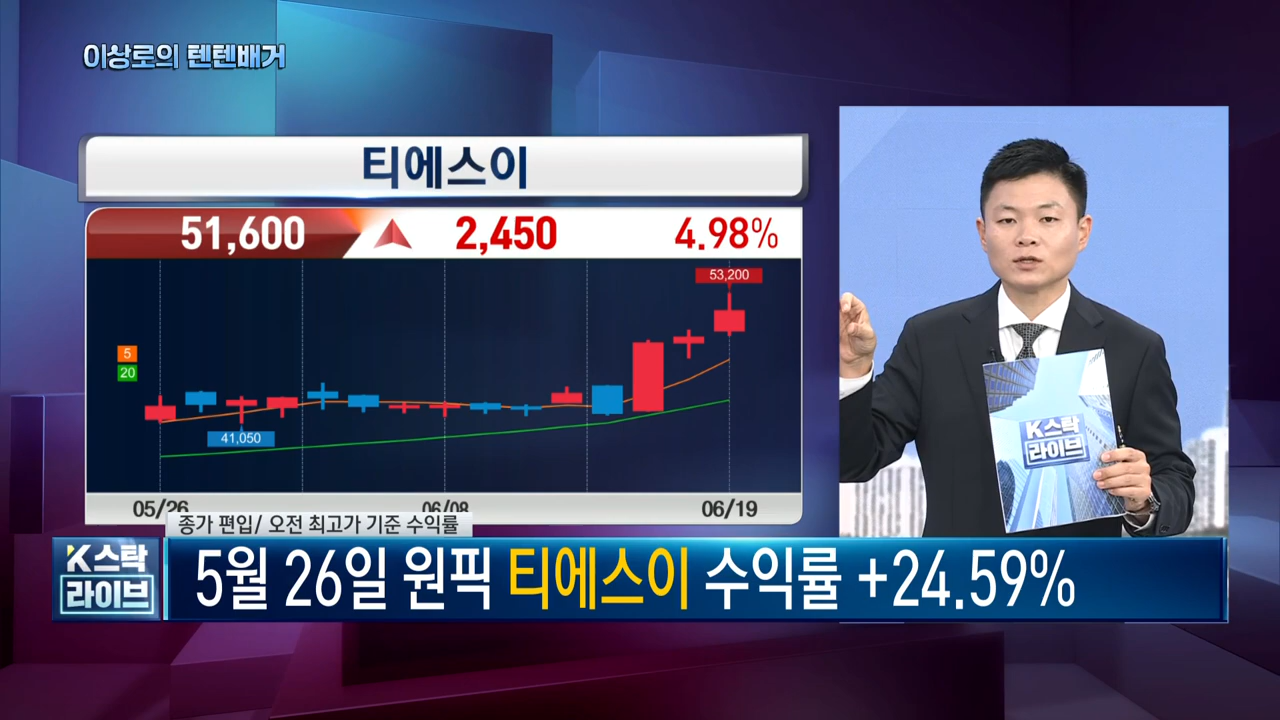 이상로의 텐텐배거
티에스이
51,600 2,450 4.98%
53,200
5
20
41,050
05/26 06/08 06/19
종가 편입/ 오전 최고가 기준 수익률
K스탁
라이브
5월 26일 원픽 티에스이 수익률 +24.59%
K스탁
라이브